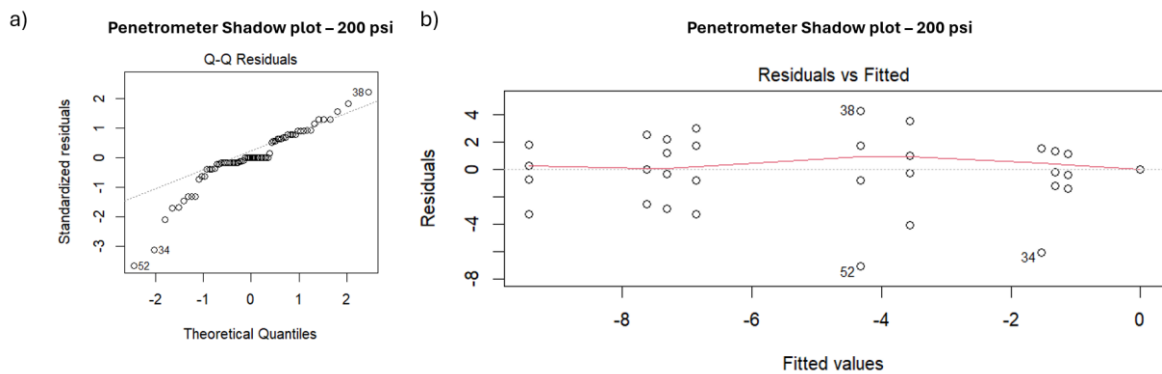 a)
Penetrometer Shadow plot – 200 psi
Q-Q Residuals
Standardized residuals
2
1
0
-1
-2
-3
38
34
52
-2 -1 0 1 2
Theoretical Quantiles
b)
Penetrometer Shadow plot – 200 psi
Residuals vs Fitted
Residuals
4
2
0
-4
-8
38
52
34
-8 -6 -4 -2 0
Fitted values